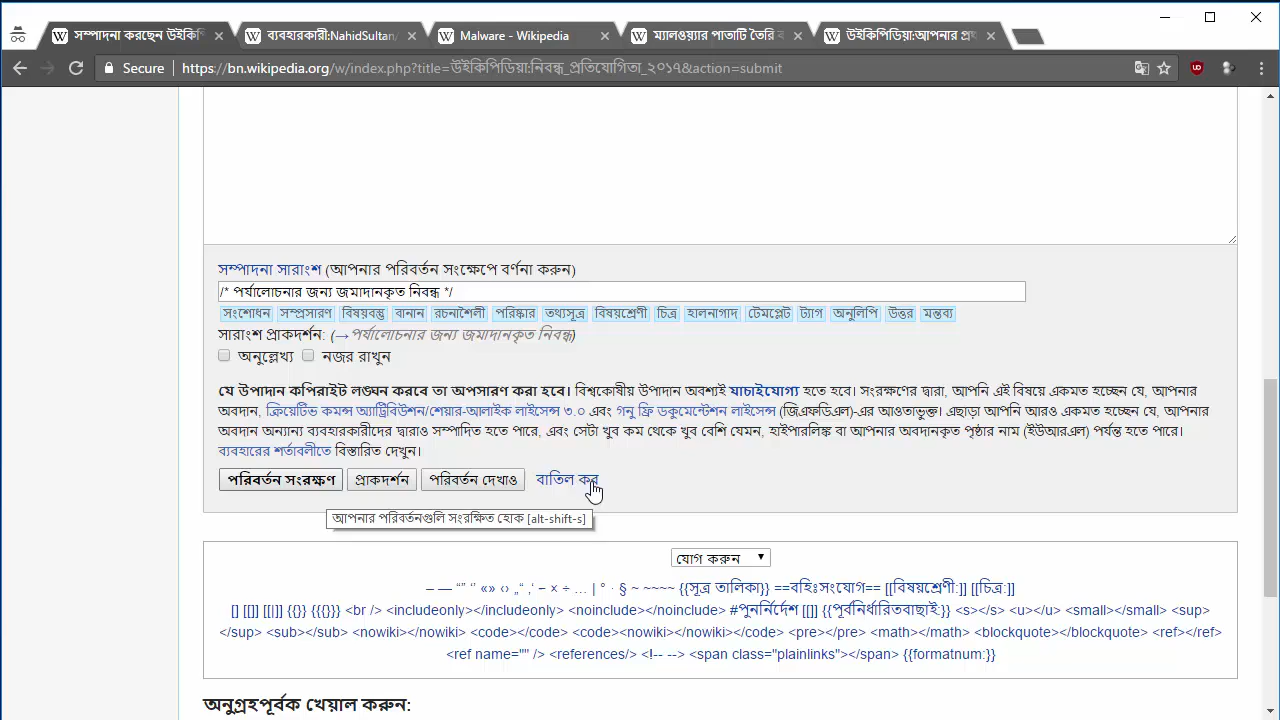 সম্পাদনা করছেন উইকি
ব্যবহারকারী:NahidSultan/
Malware - Wikipedia
ম্যালওয়্যার পাতাটি তৈরি ক
উইকিপিডিয়া:আপনার প্র
Secure
https://bn.wikipedia.org/w/index.php?title=উইকিপিডিয়া:নিবন্ধ_প্রতিযোগিতা_২০১৭&action=submit
সম্পাদনা সারাংশ (আপনার পরিবর্তন সংক্ষেপে বর্ণনা করুন)
/* পর্যালোচনার জন্য জমাদানকৃত নিবন্ধ */
সংশোধন সম্প্রসারণ বিষয়বস্তু বানান রচনাশৈলী পরিষ্কার তথ্যসূত্র বিষয়শ্রেণী চিত্র হালনাগাদ টেমপ্লেট ট্যাগ অনুলিপি উত্তর মন্তব্য
সারাংশ প্রাকদর্শন: (→পর্যালোচনার জন্য জমাদানকৃত নিবন্ধ)
অনুল্লেখ্য নজর রাখুন
যে উপাদান কপিরাইট লঙ্ঘন করবে তা অপসারণ করা হবে। বিশ্বকোষীয় উপাদান অবশ্যই যাচাইযোগ্য হতে হবে। সংরক্ষণের দ্বারা, আপনি এই বিষয়ে একমত হচ্ছেন যে, আপনার
অবদান, ক্রিয়েটিভ কমন্স অ্যাট্রিবিউশন/শেয়ার-আলাইক লাইসেন্স ৩.০ এবং গনু ফ্রি ডকুমেন্টেশন লাইসেন্স (জিএফডিএল)-এর আওতাভুক্ত। এছাড়া আপনি আরও একমত হচ্ছেন যে, আপনার
অবদান অন্যান্য ব্যবহারকারীদের দ্বারাও সম্পাদিত হতে পারে, এবং সেটা খুব কম থেকে খুব বেশি যেমন, হাইপারলিঙ্ক বা আপনার অবদানকৃত পৃষ্ঠার নাম (ইউআরএল) পর্যন্ত হতে পারে।
ব্যবহারের শর্তাবলীতে বিস্তারিত দেখুন।
পরিবর্তন সংরক্ষণ প্রাকদর্শন পরিবর্তন দেখাও বাতিল কর
আপনার পরিবর্তনগুলি সংরক্ষিত হোক [alt-shift-s]
যোগ করুন
– — “” ‘’ «» ‹› „“ ‚‘ − × ÷ … | ° · § ~ ~~~~ {{সূত্র তালিকা}} ==বহিঃসংযোগ== [[বিষয়শ্রেণী:]] [[চিত্র:]]
[] [[]] [[|]] {{}} {{{}}} <br /> <includeonly></includeonly> <noinclude></noinclude> #পুনর্নির্দেশ [[]] {{পূর্বনির্ধারিতবাছাই:}} <s></s> <u></u> <small></small> <sup>
</sup> <sub></sub> <nowiki></nowiki> <code></code> <code><nowiki></nowiki></code> <pre></pre> <math></math> <blockquote></blockquote> <ref></ref>
<ref name="" /> <references/> <!-- --> <span class="plainlinks"></span> {{formatnum:}}
অনুগ্রহপূর্বক খেয়াল করুন: